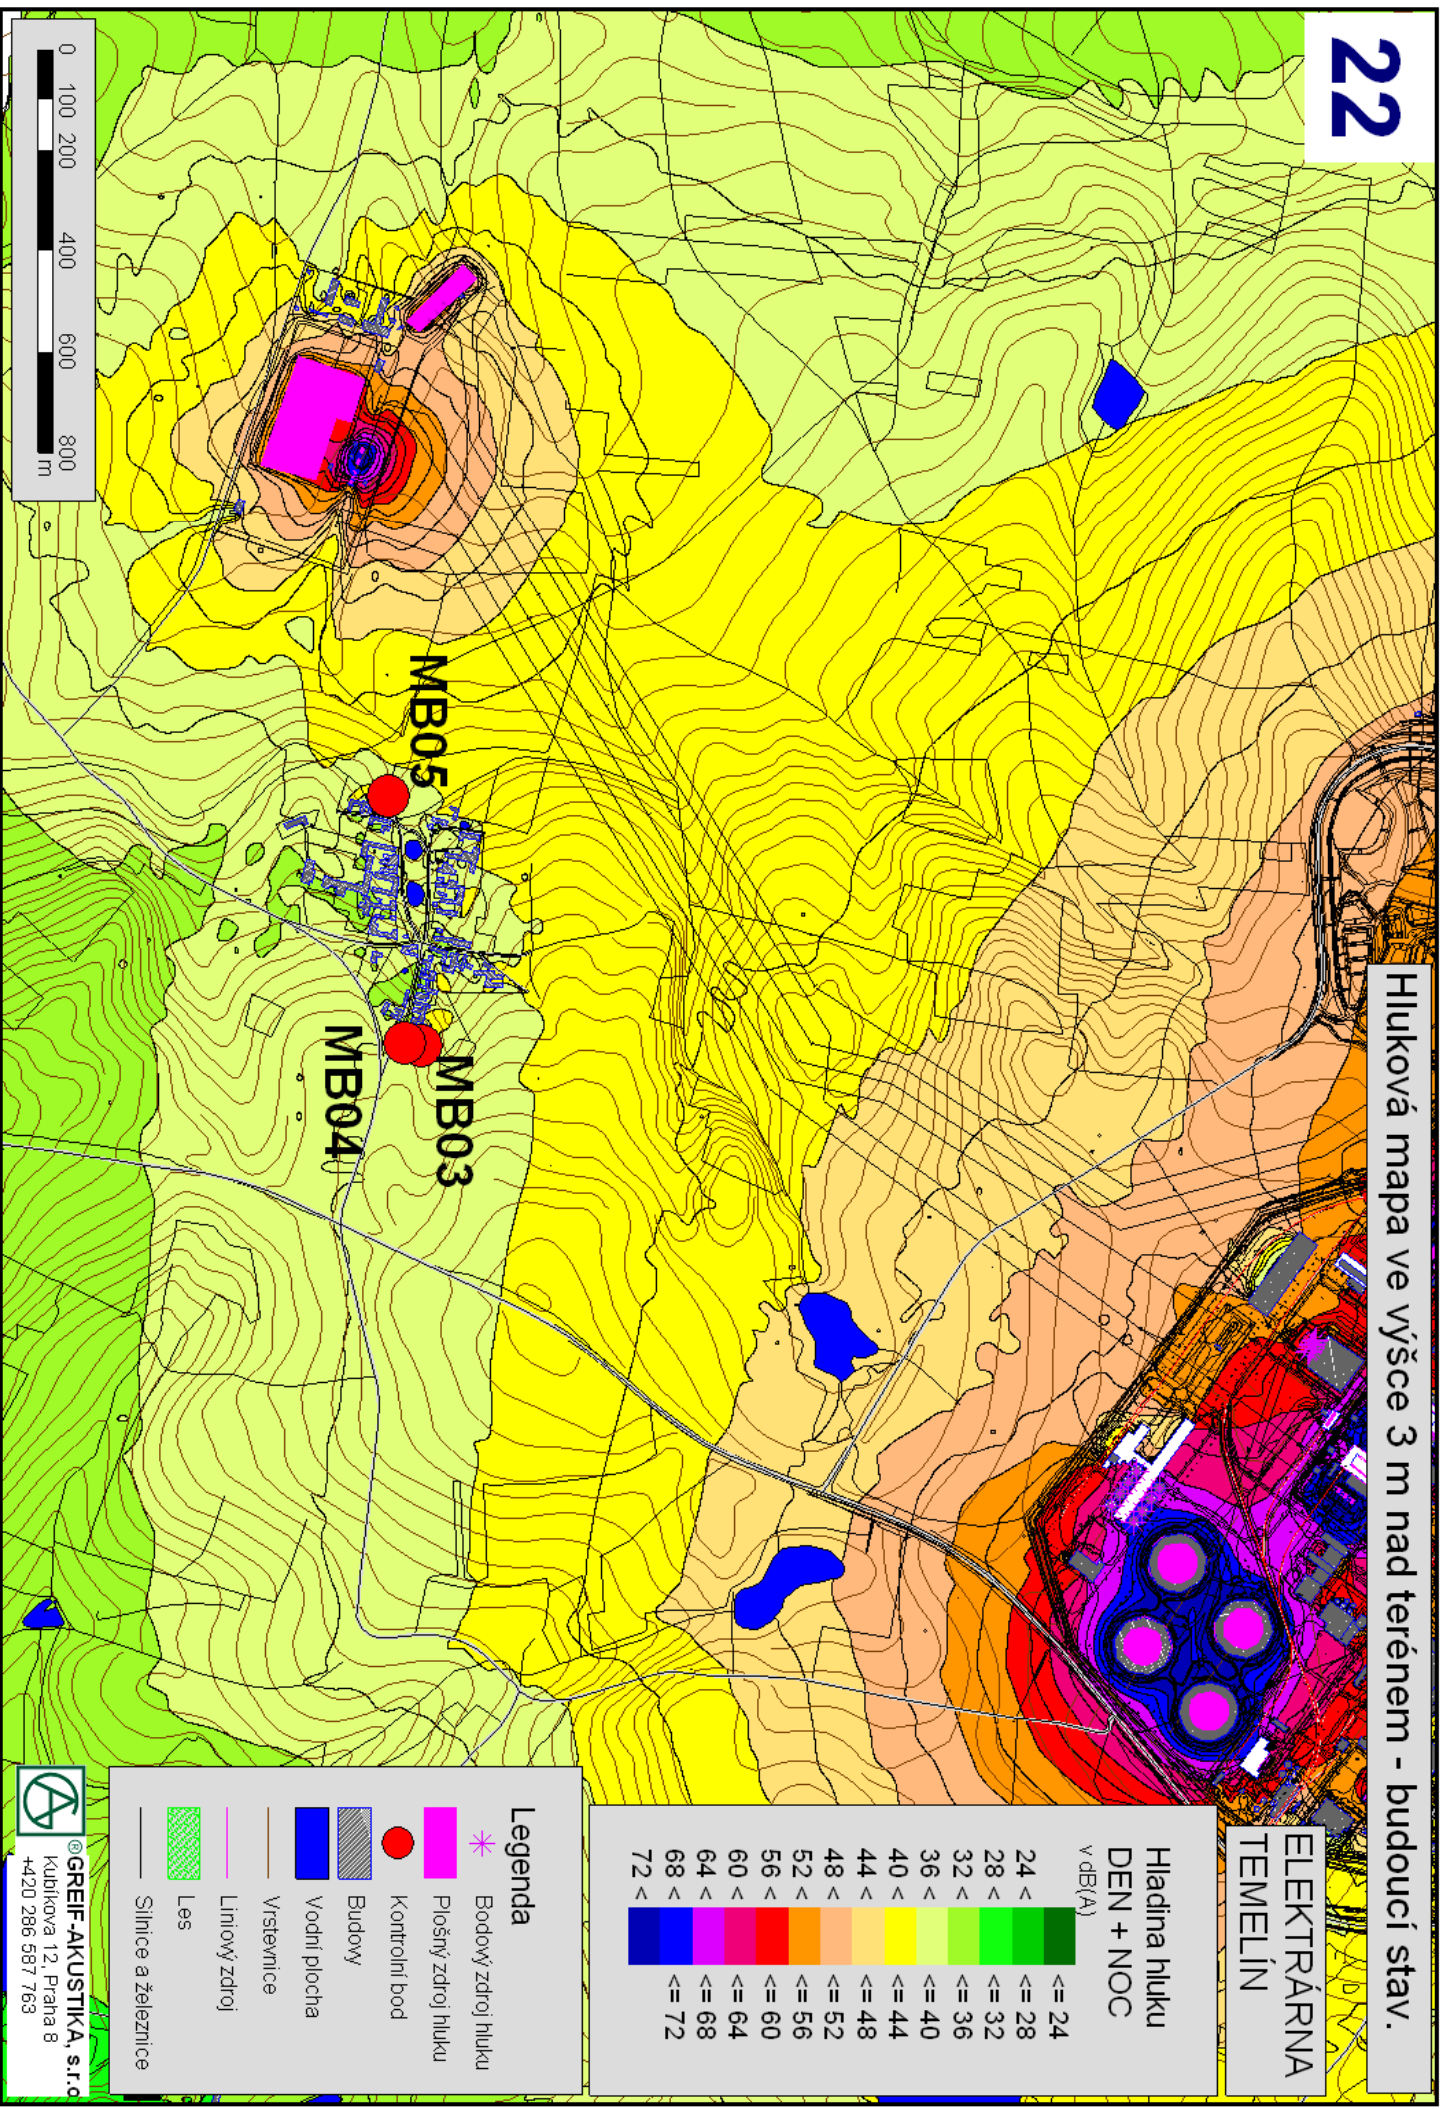 22
Hluková mapa ve výšce 3 m nad terénem - budoucí stav.
ELEKTRÁRNA
TEMELÍN
Hladina hluku
DEN + NOC
v dB(A)
<= 24
24 < <= 28
28 < <= 32
32 < <= 36
36 < <= 40
40 < <= 44
44 < <= 48
48 < <= 52
52 < <= 56
56 < <= 60
60 < <= 64
64 < <= 68
68 < <= 72
72 <
MB05
MB03
MB04
Legenda
Bodový zdroj hluku
Plošný zdroj hluku
Kontrolní bod
Budovy
Vodní plocha
Vrstevnice
Liniový zdroj
Les
Silnice a železnice
0 100 200 400 600 800
m
®GREIF-AKUSTIKA, s.r.o
Kubíkova 12, Praha 8
+420 286 587 763